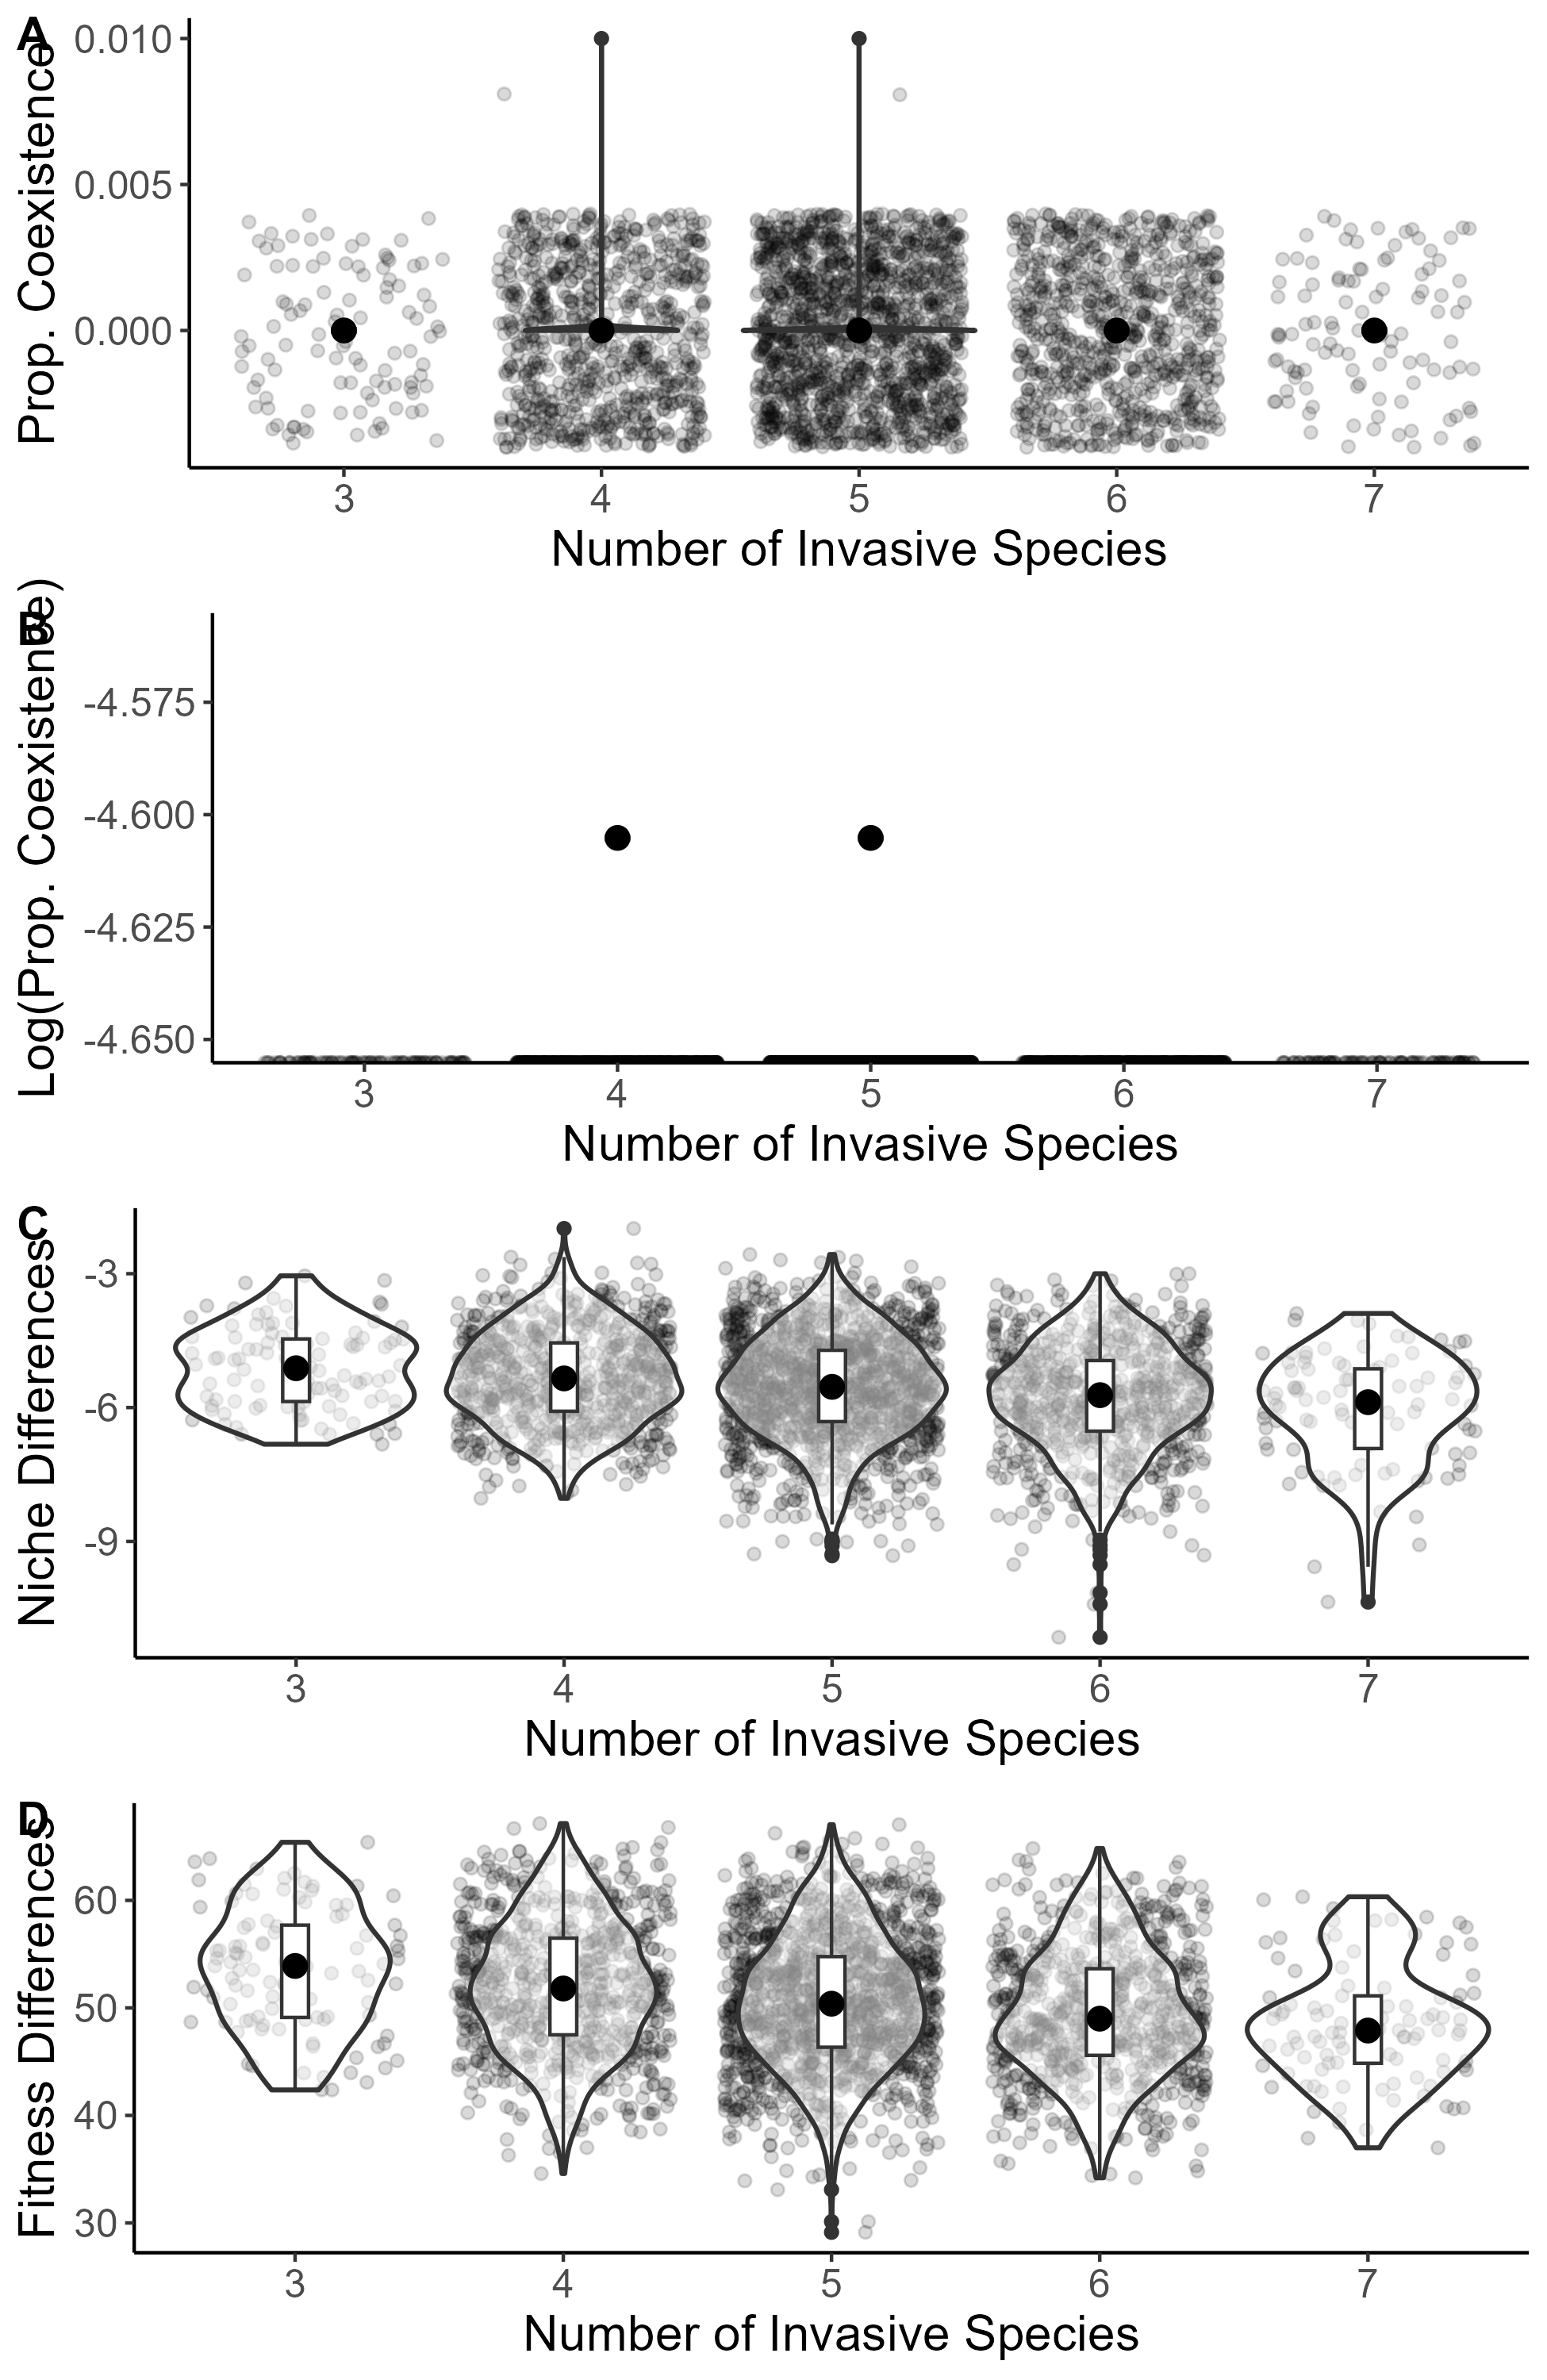 A
Prop. Coexistence
0.010
0.005
0.000
3 4 5 6 7
Number of Invasive Species
B
Log(Prop. Coexistence)
-4.575
-4.600
-4.625
-4.650
3 4 5 6 7
Number of Invasive Species
C
Niche Differences
-3
-6
-9
3 4 5 6 7
Number of Invasive Species
D
Fitness Differences
60
50
40
30
3 4 5 6 7
Number of Invasive Species